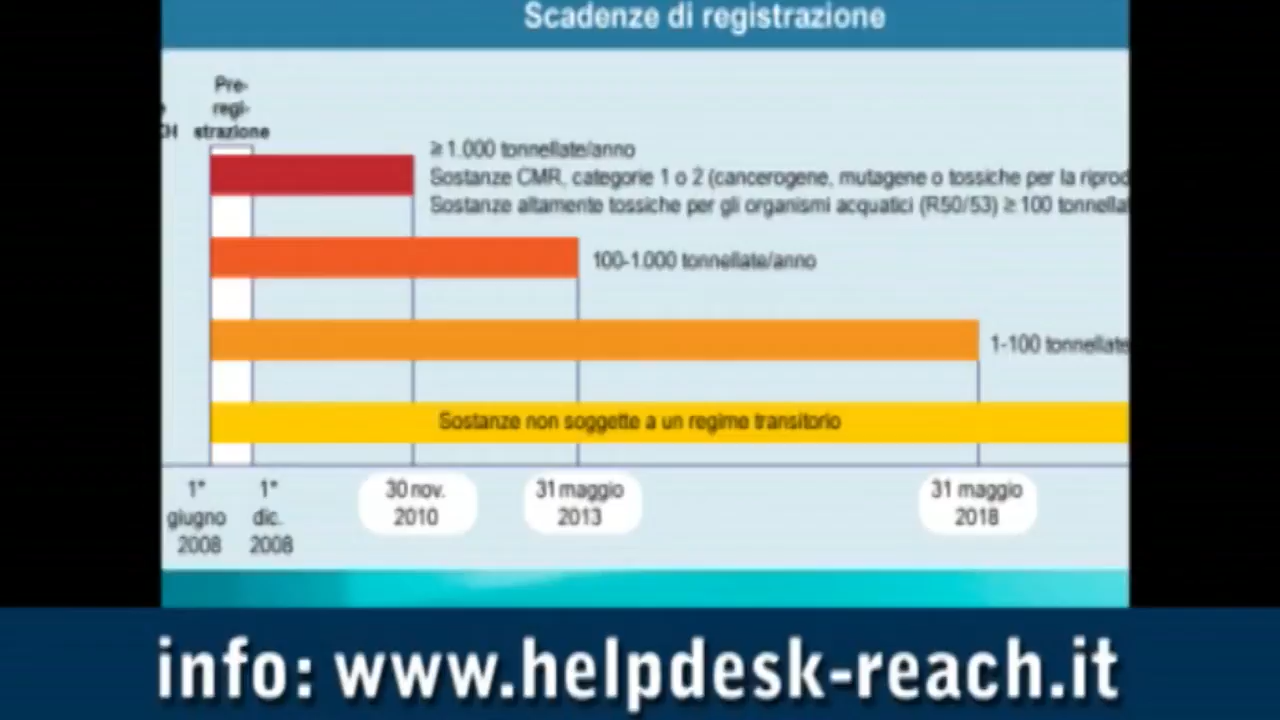 Scadenze di registrazione
Pre-
regi-
strazione
≥ 1.000 tonnellate/anno
Sostanze CMR, categorie 1 o 2 (cancerogene, mutagene o tossiche per la riprod
Sostanze altamente tossiche per gli organismi acquatici (R50/53) ≥ 100 tonnella
100-1.000 tonnellate/anno
1-100 tonnellate
Sostanze non soggette a un regime transitorio
1° giugno 2008
1° dic. 2008
30 nov. 2010
31 maggio 2013
31 maggio 2018
info: www.helpdesk-reach.it